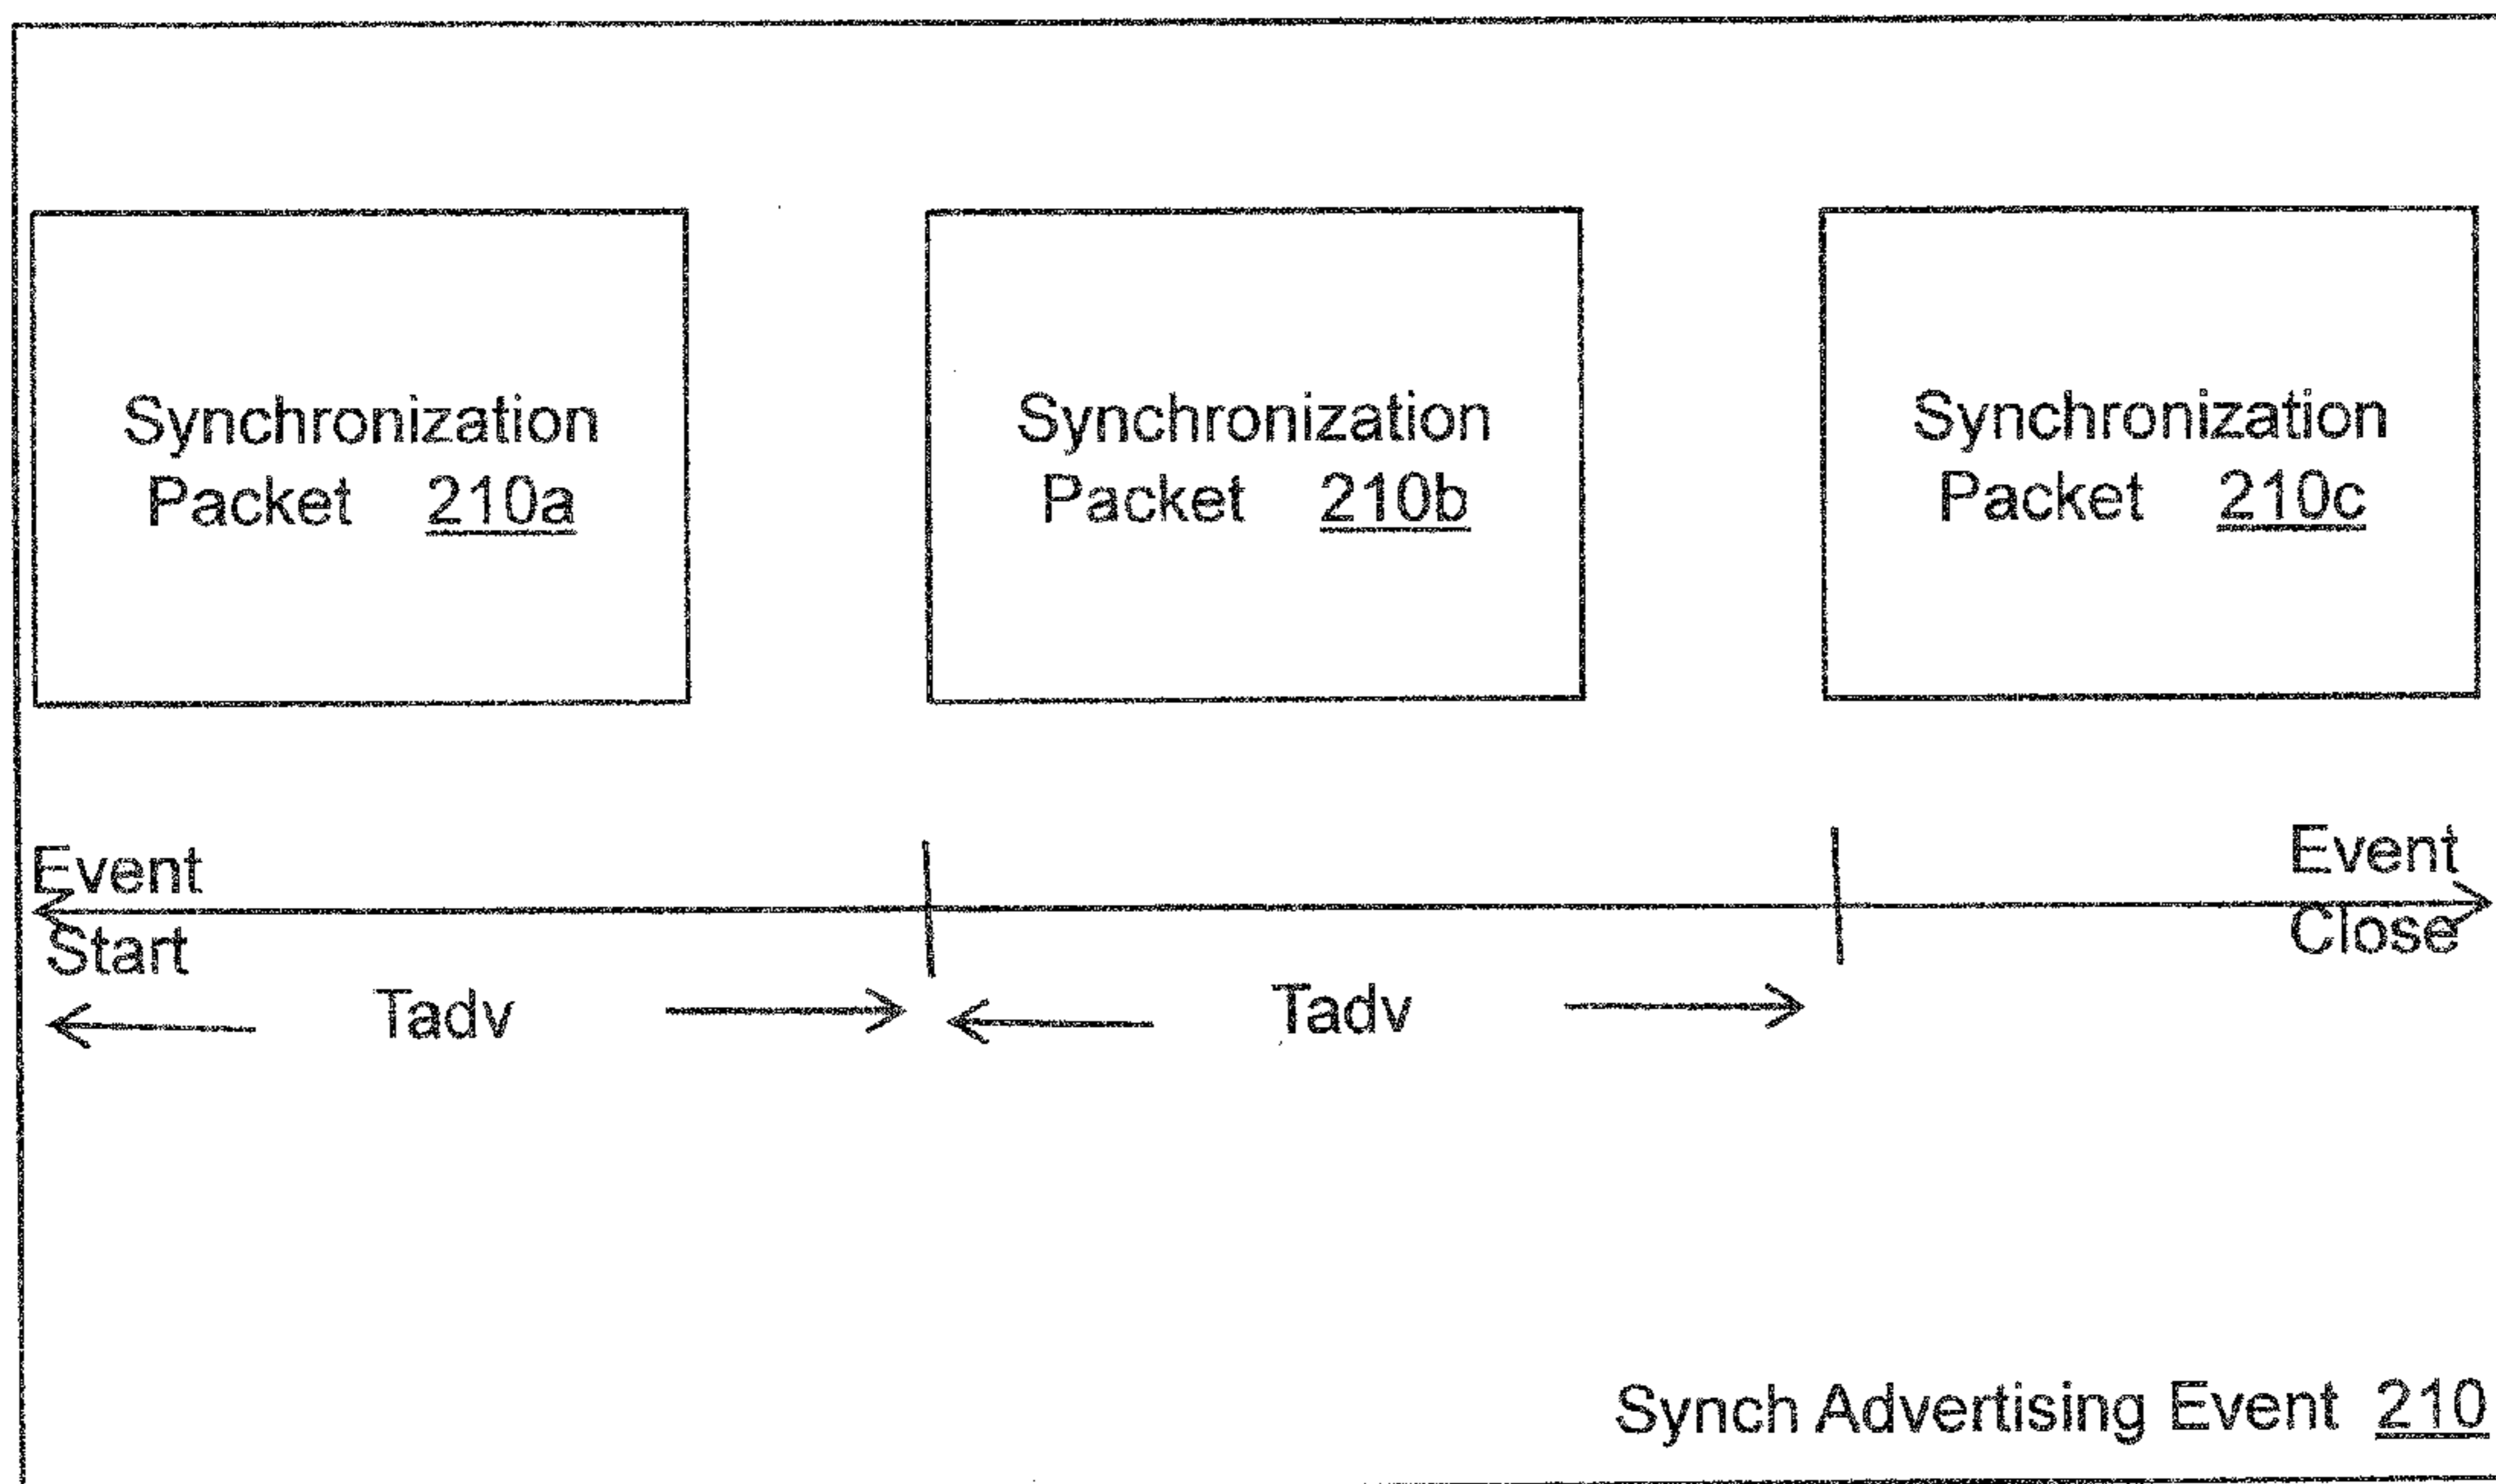 Synchronization
Packet 210a
Synchronization
Packet 210b
Synchronization
Packet 210c
Event
Start
Event
Close
Tadv
Tadv
Synch Advertising Event 210